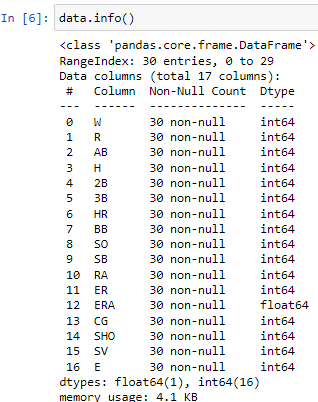 In [6]: data.info()
<class 'pandas.core.frame.DataFrame'>
RangeIndex: 30 entries, 0 to 29
Data columns (total 17 columns):
 #   Column  Non-Null Count  Dtype
---  ------  --------------  -----
 0   W       30 non-null     int64
 1   R       30 non-null     int64
 2   AB      30 non-null     int64
 3   H       30 non-null     int64
 4   2B      30 non-null     int64
 5   3B      30 non-null     int64
 6   HR      30 non-null     int64
 7   BB      30 non-null     int64
 8   SO      30 non-null     int64
 9   SB      30 non-null     int64
 10  RA      30 non-null     int64
 11  ER      30 non-null     int64
 12  ERA     30 non-null     float64
 13  CG      30 non-null     int64
 14  SHO     30 non-null     int64
 15  SV      30 non-null     int64
 16  E       30 non-null     int64
dtypes: float64(1), int64(16)
memory usage: 4.1 KB